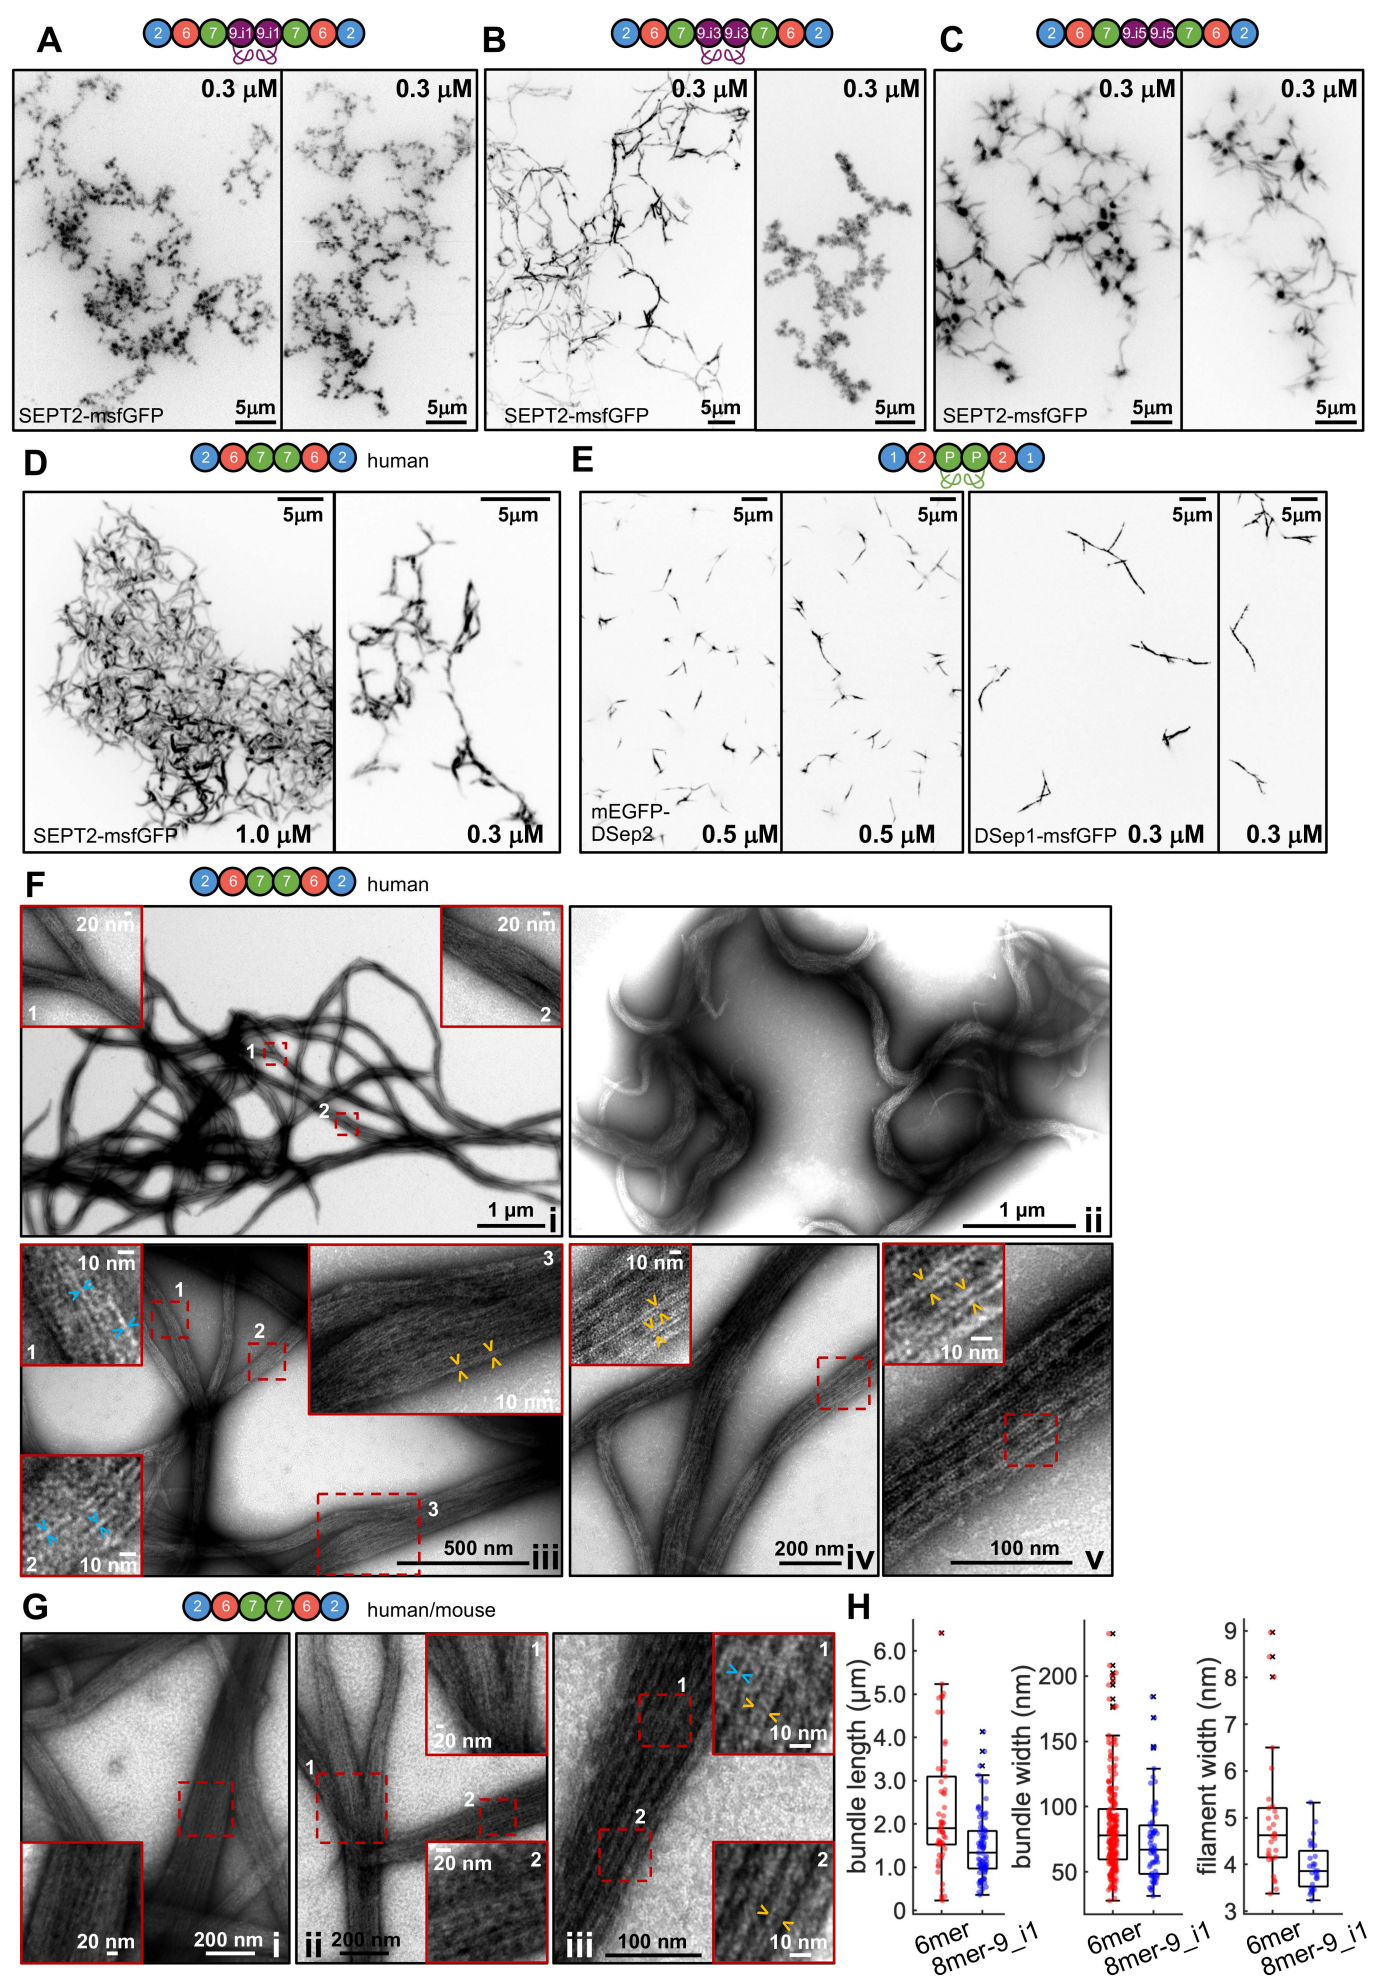 A
2 6 7 9_i1 9_i1 7 6 2
0.3 µM
0.3 µM
SEPT2-msfGFP
5µm
5µm
B
2 6 7 9_i3 9_i3 7 6 2
0.3 µM
0.3 µM
SEPT2-msfGFP
5µm
5µm
C
2 6 7 9_i5 9_i5 7 6 2
0.3 µM
0.3 µM
SEPT2-msfGFP
5µm
5µm
D
2 6 7 7 6 2
human
5µm
5µm
SEPT2-msfGFP
1.0 µM
0.3 µM
E
1 2 P P 2 1
5µm
5µm
5µm
5µm
mEGFP-
DSep2
0.5 µM
0.5 µM
DSep1-msfGFP
0.3 µM
0.3 µM
F
2 6 7 7 6 2
human
20 nm
1
20 nm
2
1
2
1 µm
i
1 µm
ii
10 nm
1
1
2
3
10 nm
2
10 nm
3
500 nm
iii
10 nm
200 nm
iv
10 nm
100 nm
v
G
2 6 7 7 6 2
human/mouse
20 nm
200 nm
i
1
20 nm
1
2
20 nm
2
200 nm
ii
1
1
10 nm
2
2
10 nm
100 nm
iii
H
bundle length (µm)
6.0
5.0
4.0
3.0
2.0
1.0
0
6mer
8mer-9_i1
bundle width (nm)
200
150
100
50
6mer
8mer-9_i1
filament width (nm)
9
8
7
6
5
4
3
6mer
8mer-9_i1